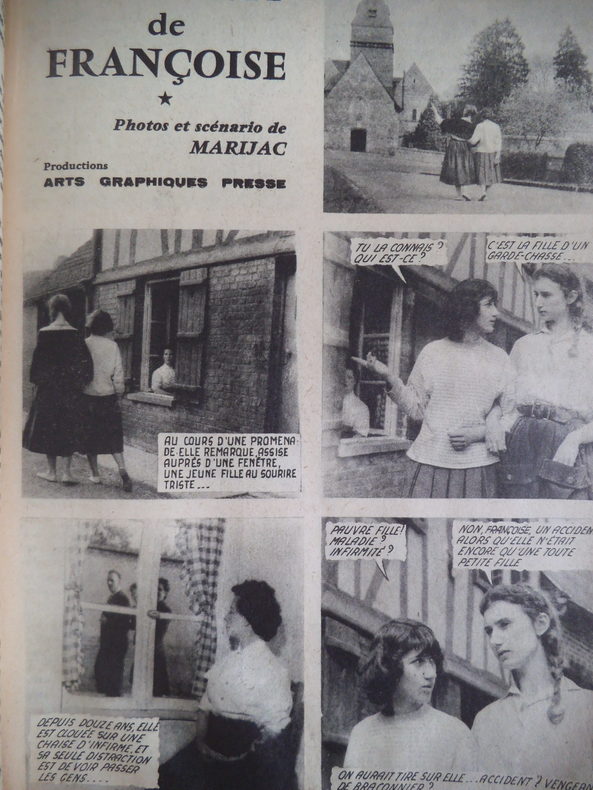 de
FRANÇOISE
★
Photos et scénario de
MARIJAC
Productions
ARTS GRAPHIQUES PRESSE
AU COURS D'UNE PROMENA-
DE ELLE REMARQUE, ASSISE
AUPRÈS D'UNE FENÊTRE,
UNE JEUNE FILLE AU SOURIRE
TRISTE...
TU LA CONNAIS?
QUI EST-CE?
C'EST LA FILLE D'UN
GARDE-CHASSE...
DEPUIS DOUZE ANS, ELLE
EST CLOUÉE SUR UNE
CHAISE D'INFIRME, ET
SA SEULE DISTRACTION
EST DE VOIR PASSER
LES GENS....
PAUVRE FILLE!
MALADIE?
INFIRMITÉ?
NON, FRANÇOISE, UN ACCIDEN
ALORS QU'ELLE N'ÉTAIT
ENCORE QU'UNE TOUTE
PETITE FILLE
ON AURAIT TIRÉ SUR ELLE...ACCIDENT? VENGEAN
DE BRACONNIER?